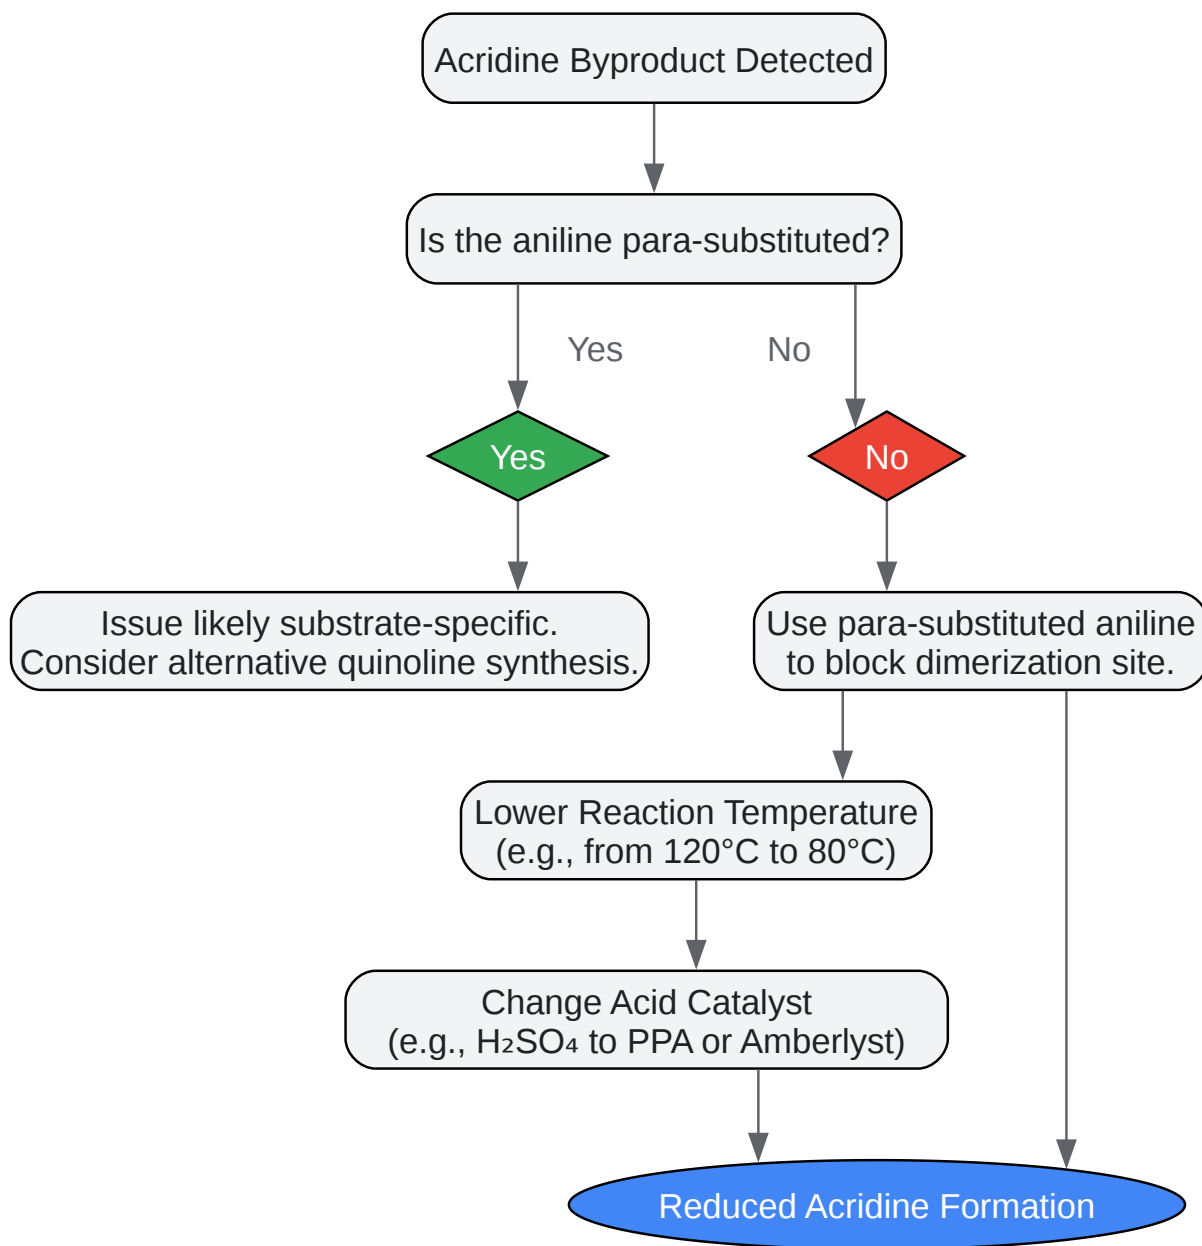 Acridine Byproduct Detected
Is the aniline para-substituted?
Yes
No
Yes
No
Issue likely substrate-specific.
Consider alternative quinoline synthesis.
Use para-substituted aniline
to block dimerization site.
Lower Reaction Temperature
(e.g., from 120°C to 80°C)
Change Acid Catalyst
(e.g., H₂SO₄ to PPA or Amberlyst)
Reduced Acridine Formation